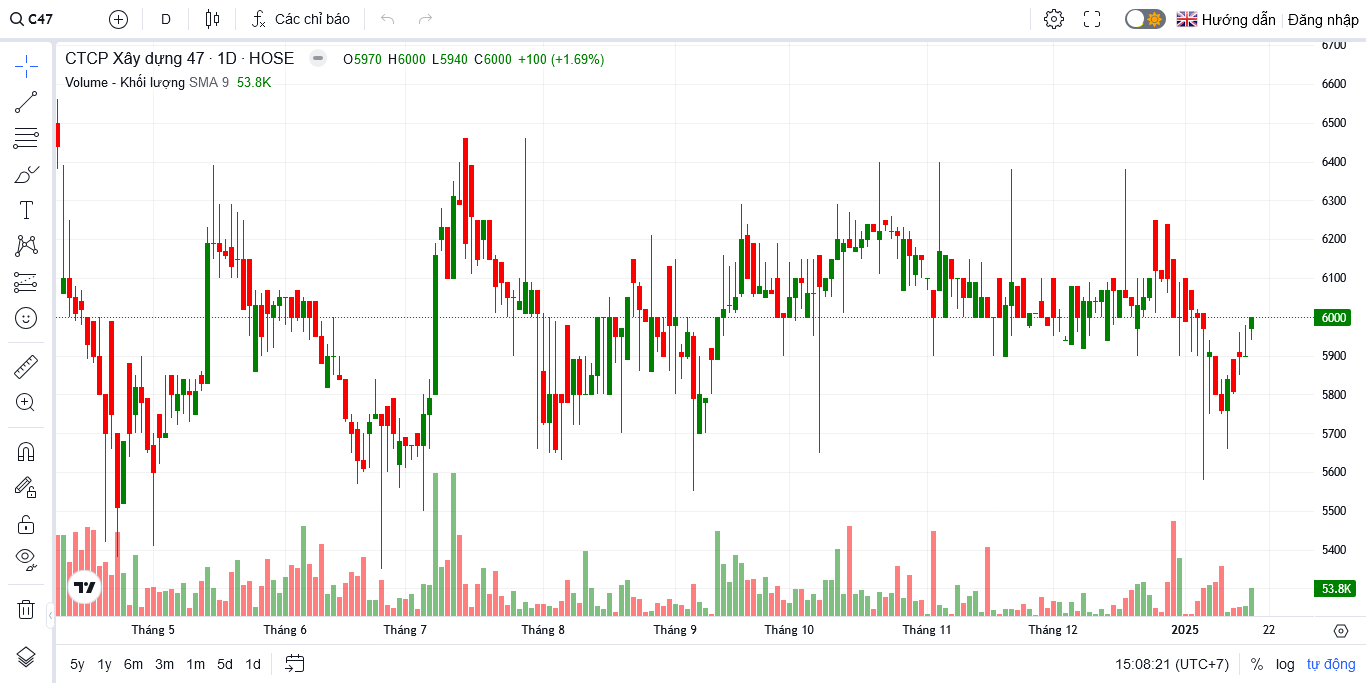 C47 D Các chỉ báo Hướng dẫn Đăng nhập
CTCP Xây dựng 47 · 1D · HOSE O5970 H6000 L5940 C6000 +100 (+1.69%)
Volume - Khối lượng SMA 9 53.8K
6700
6600
6500
6400
6300
6200
6100
6000
5900
5800
5700
5600
5500
5400
53.8K
Tháng 5 Tháng 6 Tháng 7 Tháng 8 Tháng 9 Tháng 10 Tháng 11 Tháng 12 2025 22
5y 1y 6m 3m 1m 5d 1d 15:08:21 (UTC+7) % log tự động